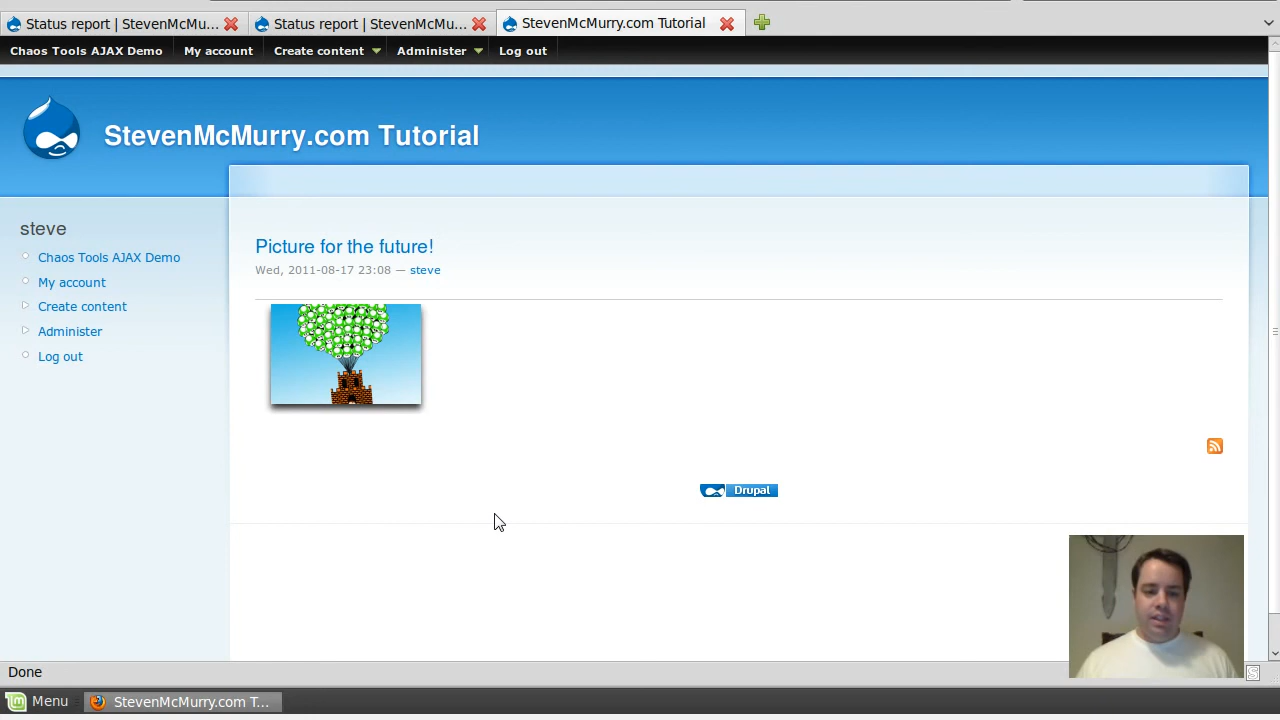 Status report | StevenMcMu...
Status report | StevenMcMu...
StevenMcMurry.com Tutorial
Chaos Tools AJAX Demo
My account
Create content
Administer
Log out
StevenMcMurry.com Tutorial
steve
Chaos Tools AJAX Demo
My account
Create content
Administer
Log out
Picture for the future!
Wed, 2011-08-17 23:08 — steve
Drupal
Done
S
Menu
StevenMcMurry.com T...